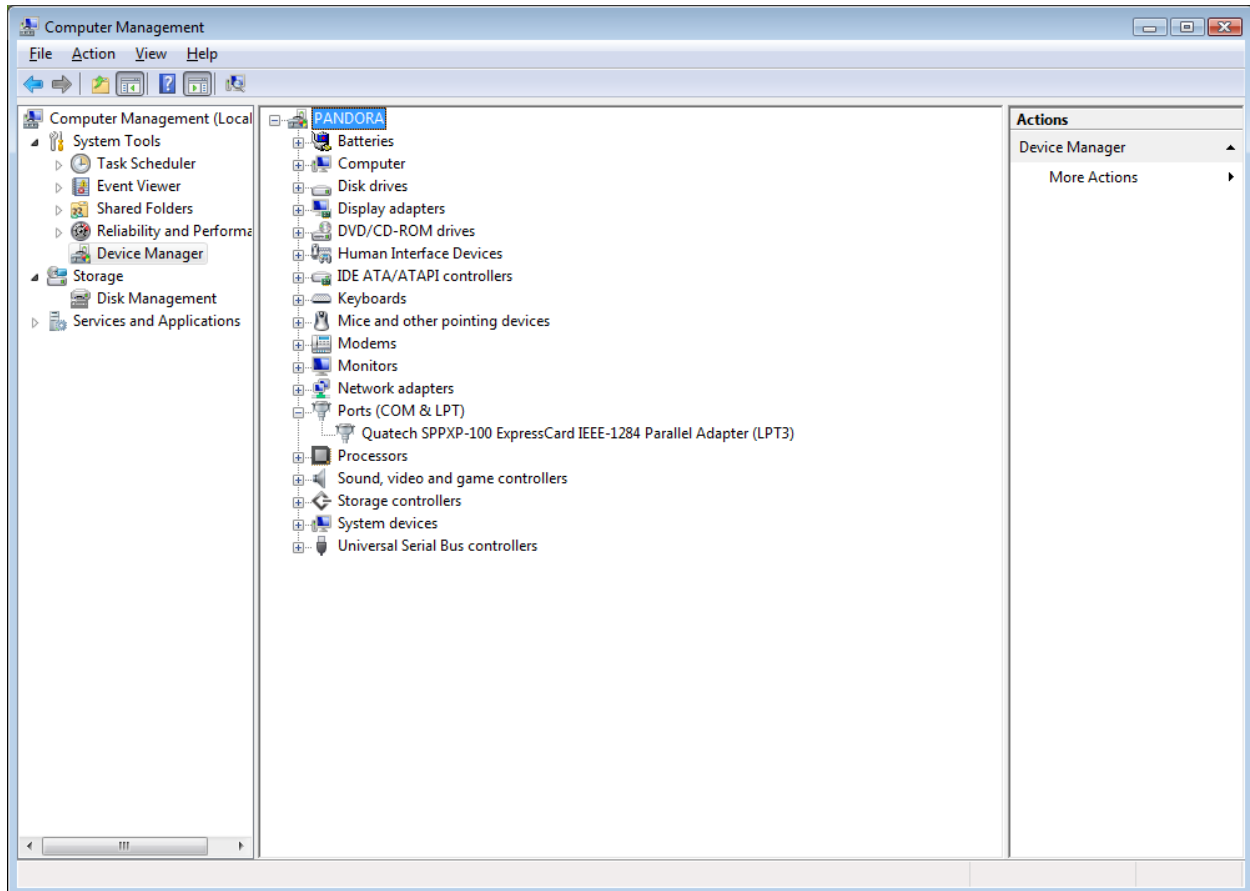 Computer Management
File Action View Help
Computer Management (Local
System Tools
Task Scheduler
Event Viewer
Shared Folders
Reliability and Performa
Device Manager
Storage
Disk Management
Services and Applications
PANDORA
Batteries
Computer
Disk drives
Display adapters
DVD/CD-ROM drives
Human Interface Devices
IDE ATA/ATAPI controllers
Keyboards
Mice and other pointing devices
Modems
Monitors
Network adapters
Ports (COM & LPT)
Quatech SPPXP-100 ExpressCard IEEE-1284 Parallel Adapter (LPT3)
Processors
Sound, video and game controllers
Storage controllers
System devices
Universal Serial Bus controllers
Actions
Device Manager
More Actions